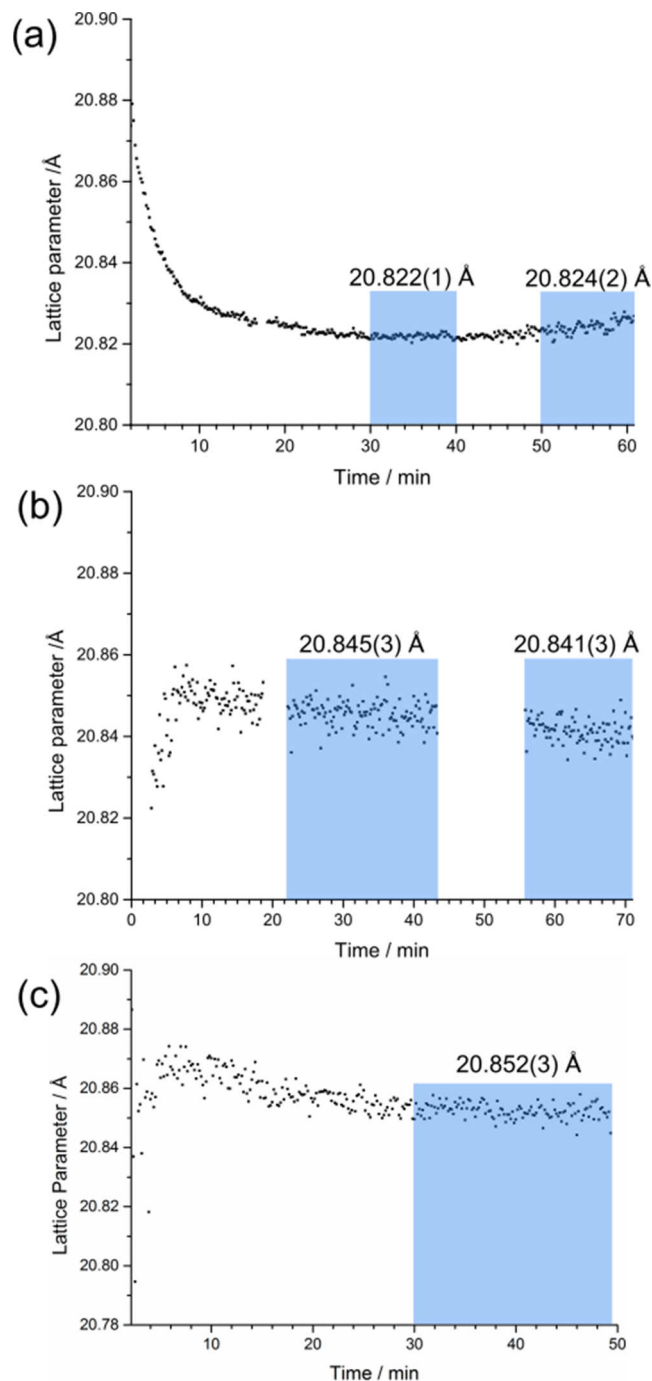 (a)
20.90
20.88
20.86
20.84
20.82
20.80
Lattice parameter /Å
20.822(1) Å
20.824(2) Å
10 20 30 40 50 60
Time / min
(b)
20.90
20.88
20.86
20.84
20.82
20.80
Lattice parameter /Å
20.845(3) Å
20.841(3) Å
0 10 20 30 40 50 60 70
Time / min
(c)
20.90
20.88
20.86
20.84
20.82
20.80
20.78
Lattice Parameter / Å
20.852(3) Å
10 20 30 40 50
Time / min